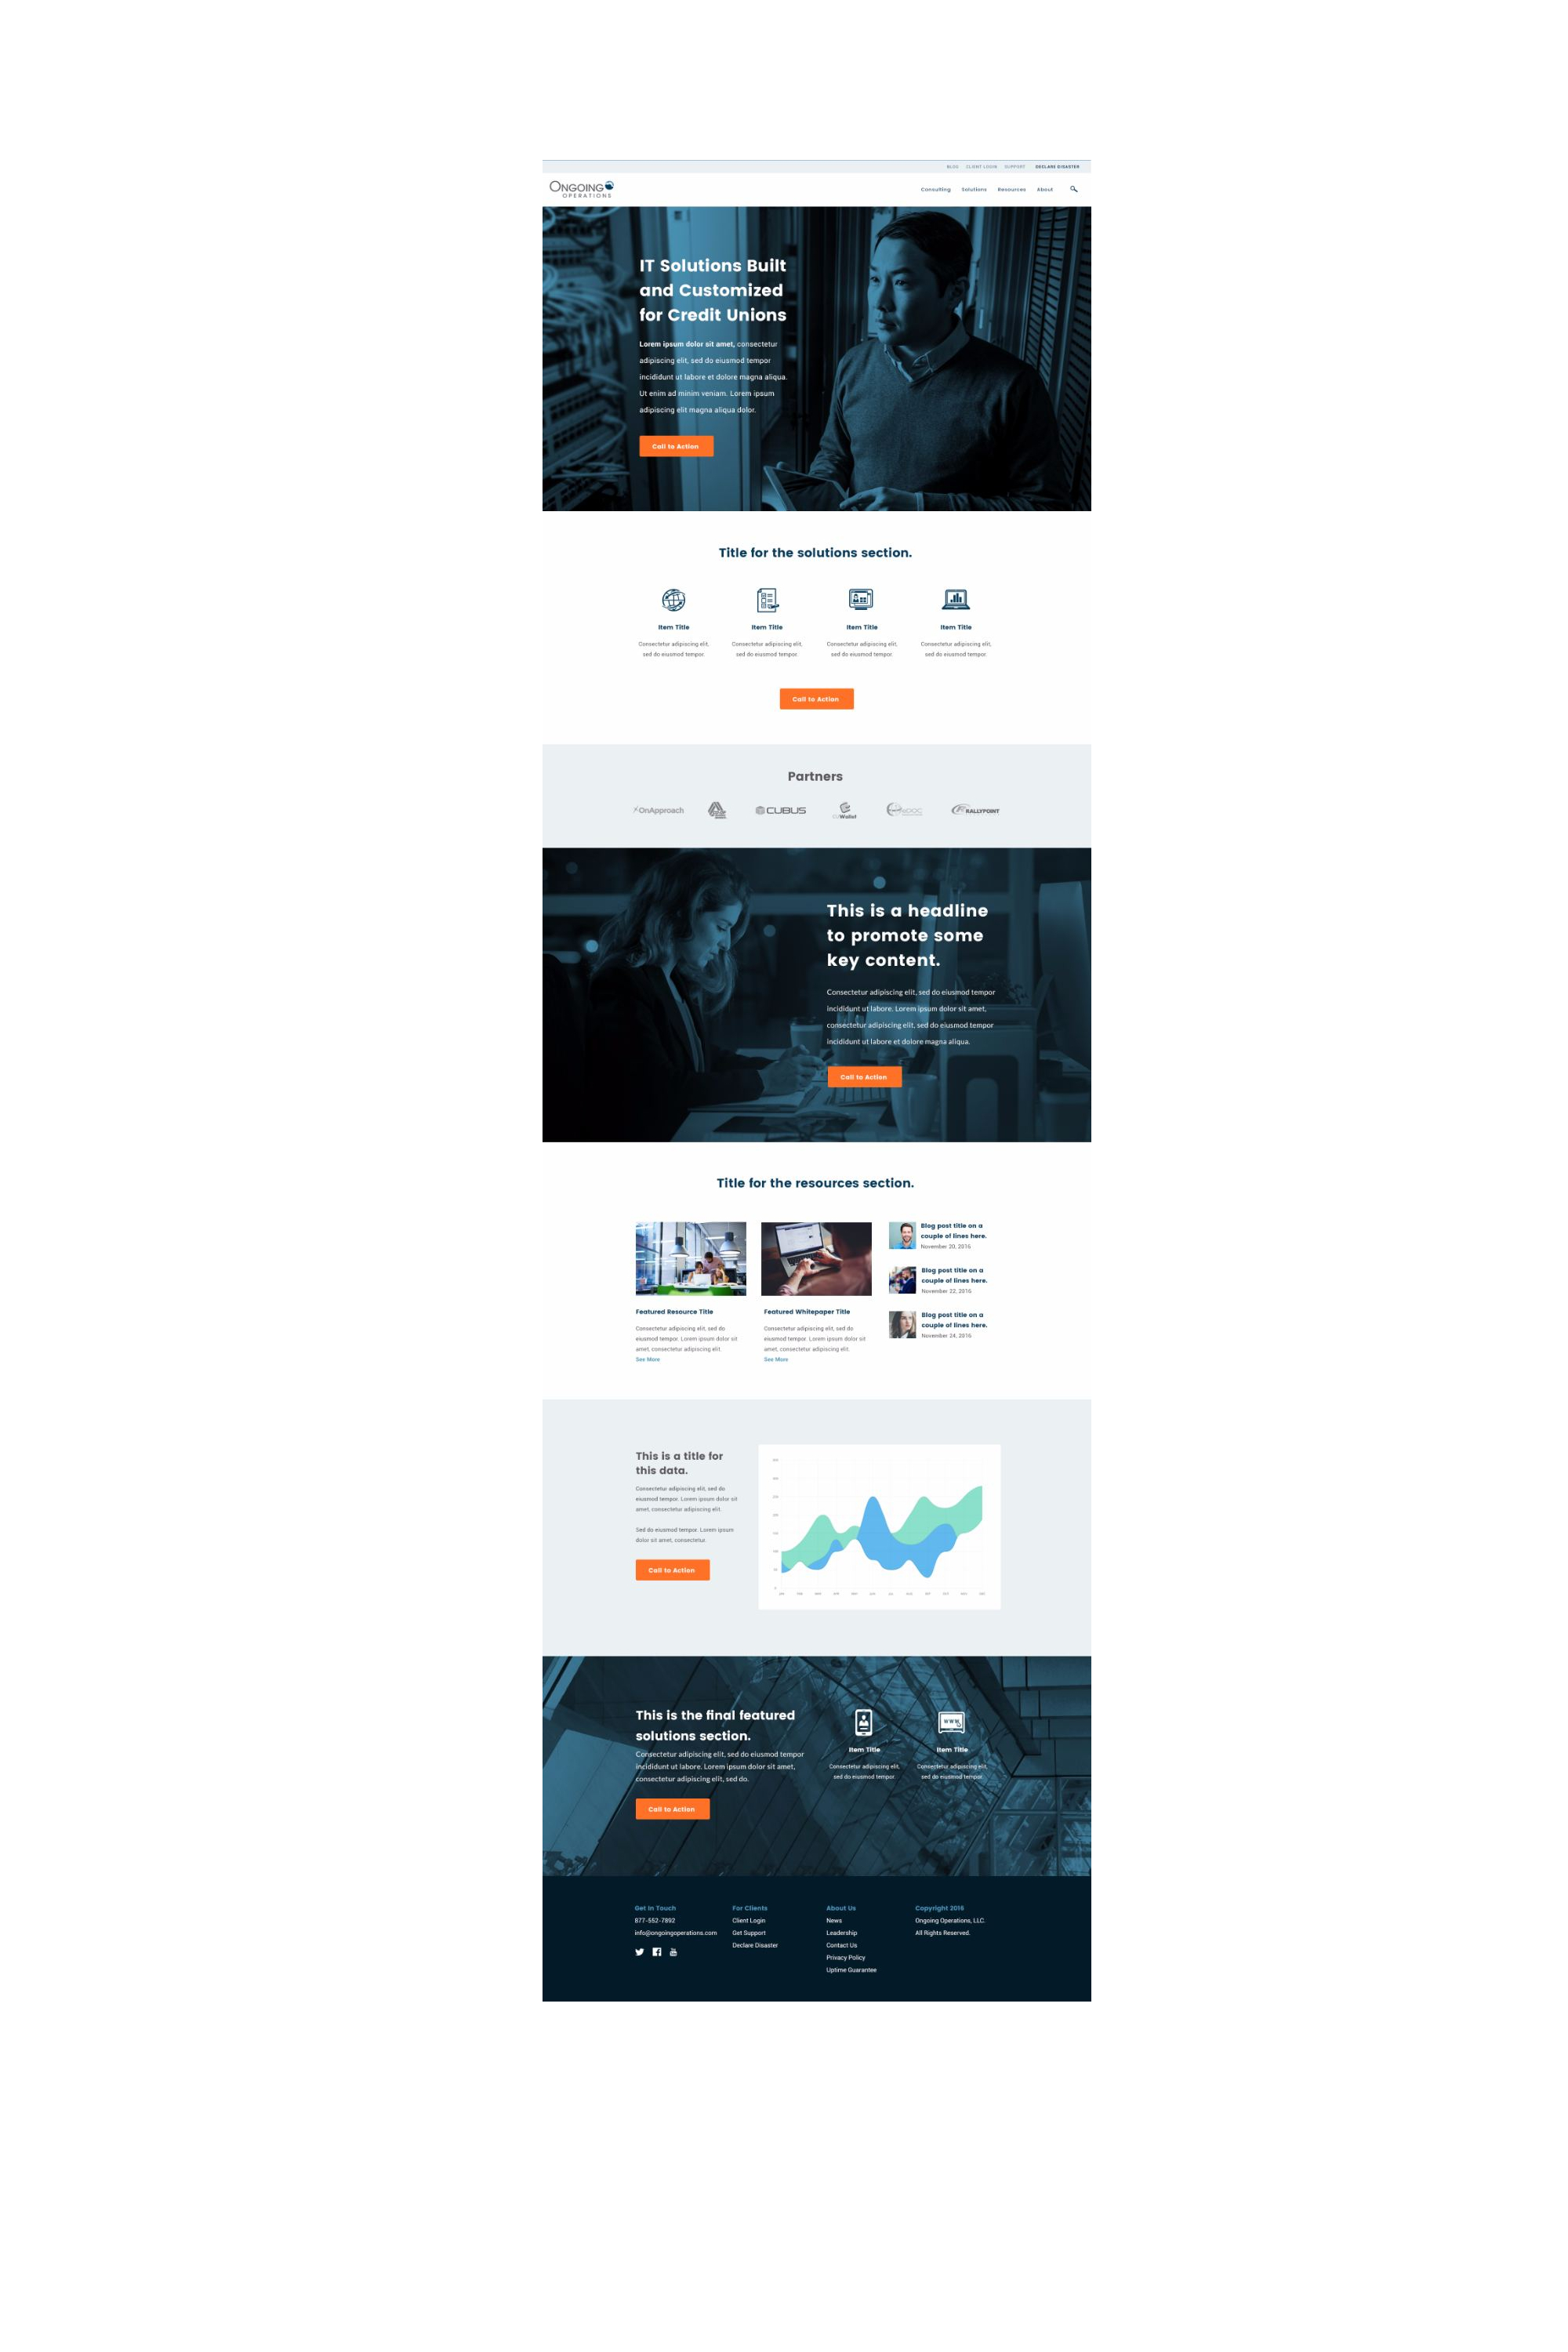 BLOG CLIENT LOGIN SUPPORT DECLARE DISASTER
ONGOING
OPERATIONS
Consulting Solutions Resources About
IT Solutions Built
and Customized
for Credit Unions
Lorem ipsum dolor sit amet, consectetur
adipiscing elit, sed do eiusmod tempor
incididunt ut labore et dolore magna aliqua.
Ut enim ad minim veniam. Lorem ipsum
adipiscing elit magna aliqua dolor.
Call to Action
Title for the solutions section.
Item Title
Consectetur adipiscing elit,
sed do eiusmod tempor.
Item Title
Consectetur adipiscing elit,
sed do eiusmod tempor.
Item Title
Consectetur adipiscing elit,
sed do eiusmod tempor.
Item Title
Consectetur adipiscing elit,
sed do eiusmod tempor.
Call to Action
Partners
OnApproach
CUBUS
CUWallet
RALLYPOINT
This is a headline
to promote some
key content.
Consectetur adipiscing elit, sed do eiusmod tempor
incididunt ut labore. Lorem ipsum dolor sit amet,
consectetur adipiscing elit, sed do eiusmod tempor
incididunt ut labore et dolore magna aliqua.
Call to Action
Title for the resources section.
Featured Resource Title
Consectetur adipiscing elit, sed do
eiusmod tempor. Lorem ipsum dolor sit
amet, consectetur adipiscing elit.
See More
Featured Whitepaper Title
Consectetur adipiscing elit, sed do
eiusmod tempor. Lorem ipsum dolor sit
amet, consectetur adipiscing elit.
See More
Blog post title on a
couple of lines here.
November 20, 2016
Blog post title on a
couple of lines here.
November 22, 2016
Blog post title on a
couple of lines here.
November 24, 2016
This is a title for
this data.
Consectetur adipiscing elit, sed do
eiusmod tempor. Lorem ipsum dolor sit
amet, consectetur adipiscing elit.
Sed do eiusmod tempor. Lorem ipsum
dolor sit amet, consectetur.
Call to Action
This is the final featured
solutions section.
Consectetur adipiscing elit, sed do eiusmod tempor
incididunt ut labore. Lorem ipsum dolor sit amet,
consectetur adipiscing elit, sed do.
Call to Action
Item Title
Consectetur adipiscing elit,
sed do eiusmod tempor.
WWW
Item Title
Consectetur adipiscing elit,
sed do eiusmod tempor.
Get In Touch
877-552-7892
info@ongoingoperations.com
For Clients
Client Login
Get Support
Declare Disaster
About Us
News
Leadership
Contact Us
Privacy Policy
Uptime Guarantee
Copyright 2016
Ongoing Operations, LLC.
All Rights Reserved.